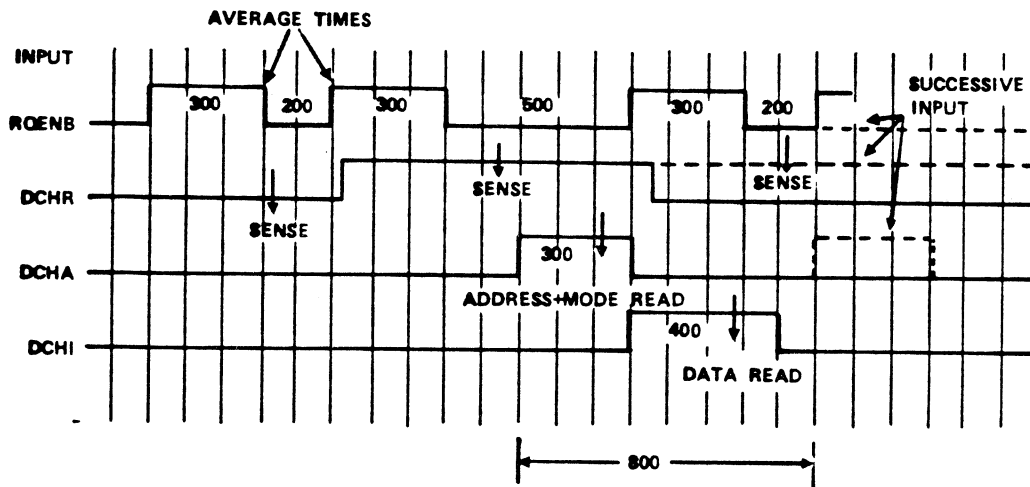 AVERAGE TIMES
INPUT
SUCCESSIVE
INPUT
300 200 300 500 300 200
RQENB
SENSE SENSE
DCHR
SENSE
300
DCHA
ADDRESS+MODE READ
400
DCHI
DATA READ
800